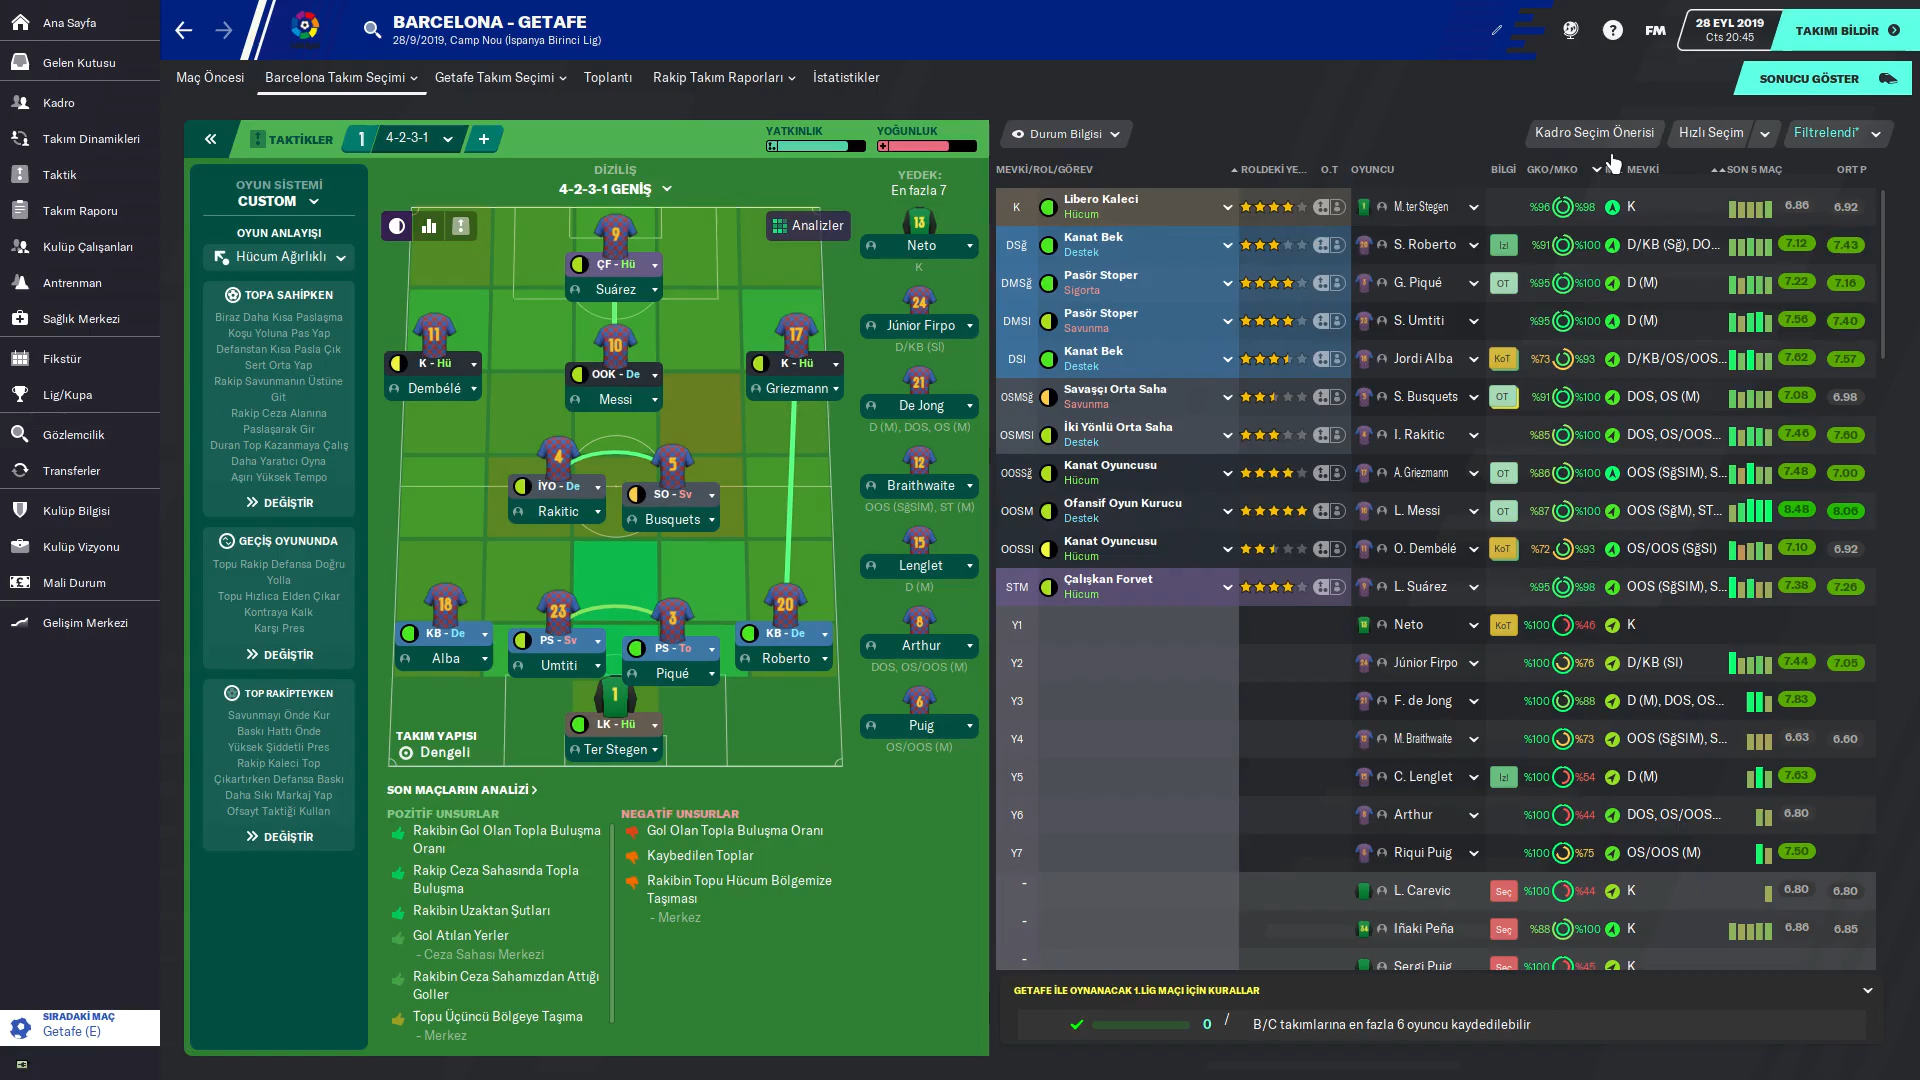 Ana Sayfa
Gelen Kutusu
Kadro
Takım Dinamikleri
Taktik
Takım Raporu
Kulüp Çalışanları
Antrenman
Sağlık Merkezi
Fikstür
Lig/Kupa
Gözlemcilik
Transferler
Kulüp Bilgisi
Kulüp Vizyonu
Mali Durum
Gelişim Merkezi
SIRADAKİ MAÇ
Getafe (E)
BARCELONA - GETAFE
28/9/2019, Camp Nou (İspanya Birinci Lig)
FM
28 EYL 2019
Cts 20:45
TAKIMI BİLDİR
Maç Öncesi
Barcelona Takım Seçimi
Getafe Takım Seçimi
Toplantı
Rakip Takım Raporları
İstatistikler
SONUCU GÖSTER
TAKTİKLER
1
4-2-3-1
YATKINLIK
YOĞUNLUK
OYUN SİSTEMİ
CUSTOM
OYUN ANLAYIŞI
Hücum Ağırlıklı
TOPA SAHİPKEN
Biraz Daha Kısa Paslaşma
Koşu Yoluna Pas Yap
Defanstan Kısa Pasla Çık
Sert Orta Yap
Rakip Savunmanın Üstüne
Git
Rakip Ceza Alanına
Paslaşarak Gir
Duran Top Kazanmaya Çalış
Daha Yaratıcı Oyna
Aşırı Yüksek Tempo
DEĞİŞTİR
GEÇİŞ OYUNUNDA
Topu Rakip Defansa Doğru
Yolla
Topu Hızlıca Elden Çıkar
Kontraya Kalk
Karşı Pres
DEĞİŞTİR
TOP RAKİPTEYKEN
Savunmayı Önde Kur
Baskı Hattı Önde
Yüksek Şiddetli Pres
Rakip Kaleci Top
Çıkartırken Defansa Baskı
Daha Sıkı Markaj Yap
Ofsayt Taktiği Kullan
DEĞİŞTİR
DİZİLİŞ
4-2-3-1 GENİŞ
Analizler
9
ÇF - Hü
Suárez
11
K - Hü
Dembélé
10
OOK - De
Messi
17
K - Hü
Griezmann
4
İYO - De
Rakitic
5
SO - Sv
Busquets
18
KB - De
Alba
23
PS - Sv
Umtiti
3
PS - To
Piqué
20
KB - De
Roberto
1
LK - Hü
Ter Stegen
TAKIM YAPISI
Dengeli
YEDEK:
En fazla 7
13
Neto
K
24
Júnior Firpo
D/KB (Sl)
21
De Jong
D (M), DOS, OS (M)
12
Braithwaite
OOS (SğSlM), ST (M)
15
Lenglet
D (M)
8
Arthur
DOS, OS/OOS (M)
6
Puig
OS/OOS (M)
SON MAÇLARIN ANALİZİ
POZİTİF UNSURLAR
Rakibin Gol Olan Topla Buluşma
Oranı
Rakip Ceza Sahasında Topla
Buluşma
Rakibin Uzaktan Şutları
Gol Atılan Yerler
- Ceza Sahası Merkezi
Rakibin Ceza Sahamızdan Attığı
Goller
Topu Üçüncü Bölgeye Taşıma
- Merkez
NEGATİF UNSURLAR
Gol Olan Topla Buluşma Oranı
Kaybedilen Toplar
Rakibin Topu Hücum Bölgemize
Taşıması
- Merkez
Durum Bilgisi
Kadro Seçim Önerisi
Hızlı Seçim
Filtrelendi*
MEVKİ/ROL/GÖREV ROLDEKİ YE... O.T OYUNCU BİLGİ GKO/MKO MEVKİ SON 5 MAÇ ORT P
K Libero Kaleci Hücum M. ter Stegen %96 %98 K 6.86 6.92
DSğ Kanat Bek Destek S. Roberto İzl %91 %100 D/KB (Sğ), DO... 7.12 7.43
DMSğ Pasör Stoper Sigorta G. Piqué OT %95 %100 D (M) 7.22 7.16
DMSl Pasör Stoper Savunma S. Umtiti %95 %100 D (M) 7.56 7.40
DSl Kanat Bek Destek Jordi Alba KoT %73 %93 D/KB/OS/OOS... 7.62 7.57
OSMSğ Savaşçı Orta Saha Savunma S. Busquets OT %91 %100 DOS, OS (M) 7.08 6.98
OSMSl İki Yönlü Orta Saha Destek I. Rakitic %85 %100 DOS, OS/OOS... 7.46 7.60
OOSSğ Kanat Oyuncusu Hücum A. Griezmann OT %86 %100 OOS (SğSlM), S... 7.48 7.00
OOSM Ofansif Oyun Kurucu Destek L. Messi OT %87 %100 OOS (SğM), ST... 8.48 8.06
OOSSl Kanat Oyuncusu Hücum O. Dembélé KoT %72 %93 OS/OOS (SğSl) 7.10 6.92
STM Çalışkan Forvet Hücum L. Suárez %95 %98 OOS (SğSlM), S... 7.38 7.26
Y1 Neto KoT %100 %46 K
Y2 Júnior Firpo %100 %76 D/KB (Sl) 7.44 7.05
Y3 F. de Jong %100 %88 D (M), DOS, OS... 7.83
Y4 M. Braithwaite %100 %73 OOS (SğSlM), S... 6.63 6.60
Y5 C. Lenglet İzl %100 %54 D (M) 7.63
Y6 Arthur %100 %44 DOS, OS/OOS... 6.80
Y7 Riqui Puig %100 %75 OS/OOS (M) 7.50
- L. Carevic Seç %100 %44 K 6.80 6.80
- Iñaki Peña Seç %88 %100 K 6.86 6.85
- Sergi Puig Seç %100 %45 K
GETAFE İLE OYNANACAK 1.LİG MAÇI İÇİN KURALLAR
0 / B/C takımlarına en fazla 6 oyuncu kaydedilebilir